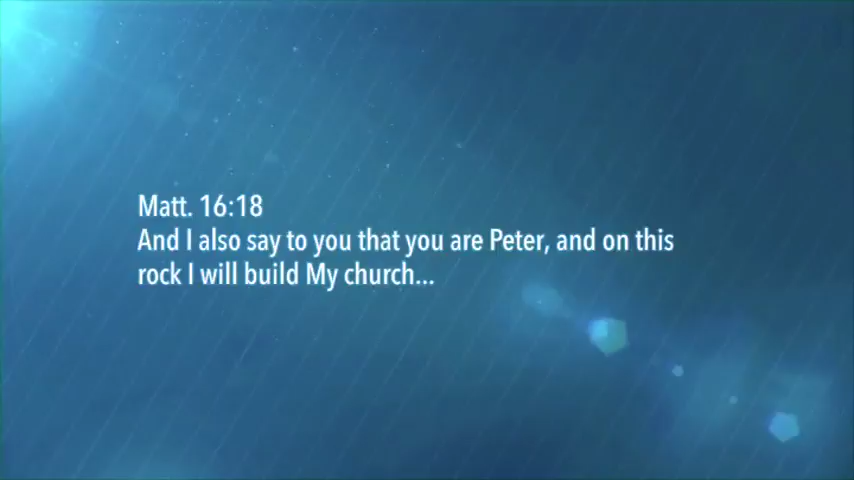 Matt. 16:18
And I also say to you that you are Peter, and on this
rock I will build My church...